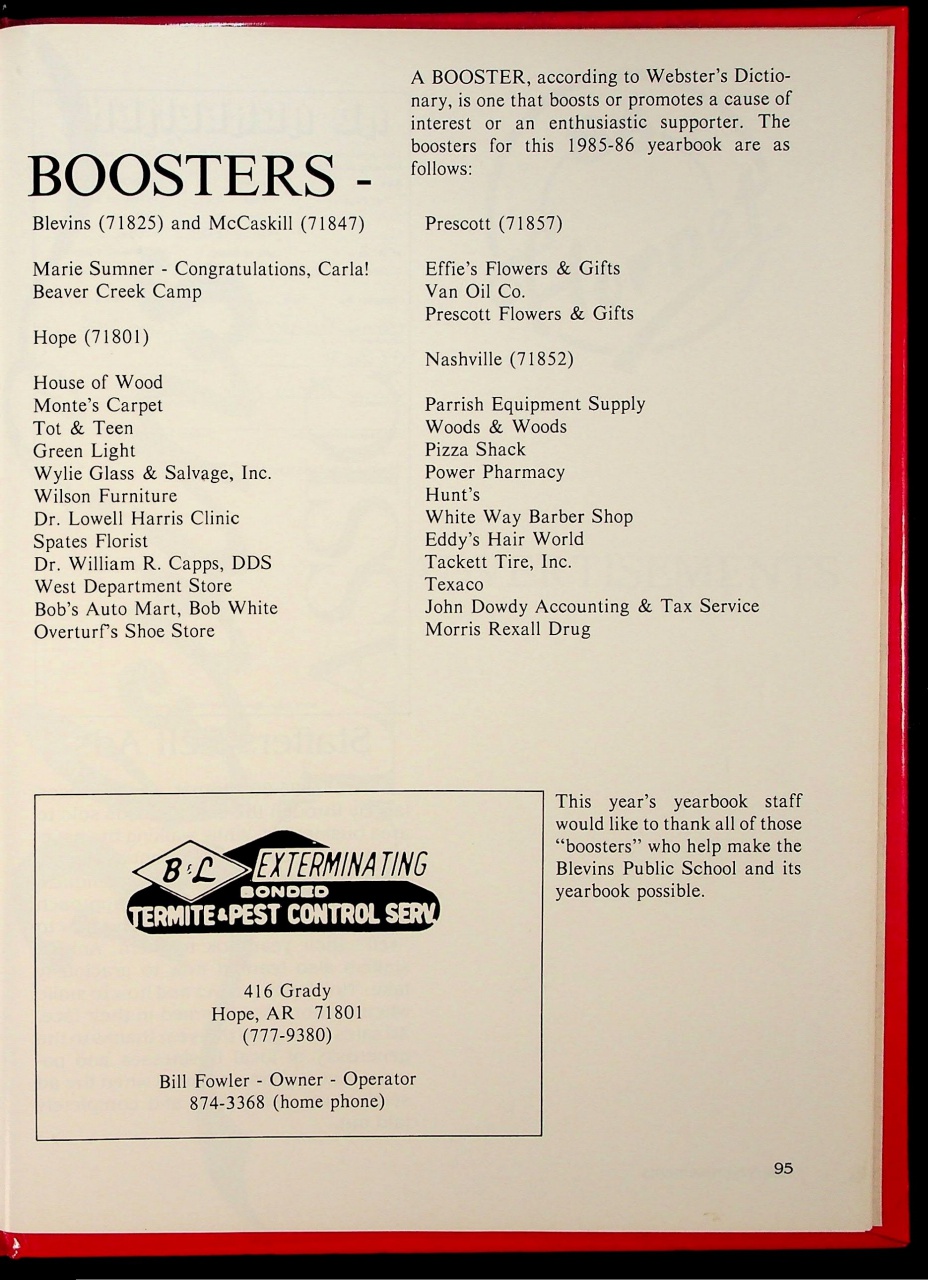 A BOOSTER, according to Webster's Dictio-
nary, is one that boosts or promotes a cause of
interest or an enthusiastic supporter. The
boosters for this 1985-86 yearbook are as
follows:
BOOSTERS -
Blevins (71825) and McCaskill (71847)
Marie Sumner - Congratulations, Carla!
Beaver Creek Camp
Hope (71801)
House of Wood
Monte's Carpet
Tot & Teen
Green Light
Wylie Glass & Salvage, Inc.
Wilson Furniture
Dr. Lowell Harris Clinic
Spates Florist
Dr. William R. Capps, DDS
West Department Store
Bob's Auto Mart, Bob White
Overturf's Shoe Store
Prescott (71857)
Effie's Flowers & Gifts
Van Oil Co.
Prescott Flowers & Gifts
Nashville (71852)
Parrish Equipment Supply
Woods & Woods
Pizza Shack
Power Pharmacy
Hunt's
White Way Barber Shop
Eddy's Hair World
Tackett Tire, Inc.
Texaco
John Dowdy Accounting & Tax Service
Morris Rexall Drug
B & L EXTERMINATING
BONDED
TERMITE & PEST CONTROL SERV.
416 Grady
Hope, AR 71801
(777-9380)
Bill Fowler - Owner - Operator
874-3368 (home phone)
This year's yearbook staff
would like to thank all of those
"boosters" who help make the
Blevins Public School and its
yearbook possible.
95